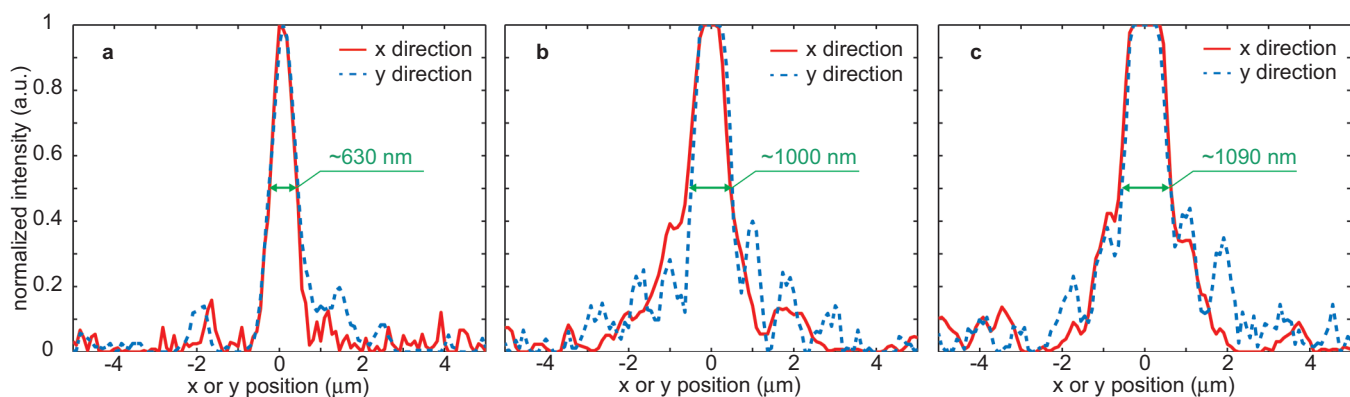 a
x direction
y direction
~630 nm
normalized intensity (a.u.)
1
0.8
0.6
0.4
0.2
0
-4
-2
0
2
4
x or y position (μm)
b
x direction
y direction
~1000 nm
-4
-2
0
2
4
x or y position (μm)
c
x direction
y direction
~1090 nm
-4
-2
0
2
4
x or y position (μm)